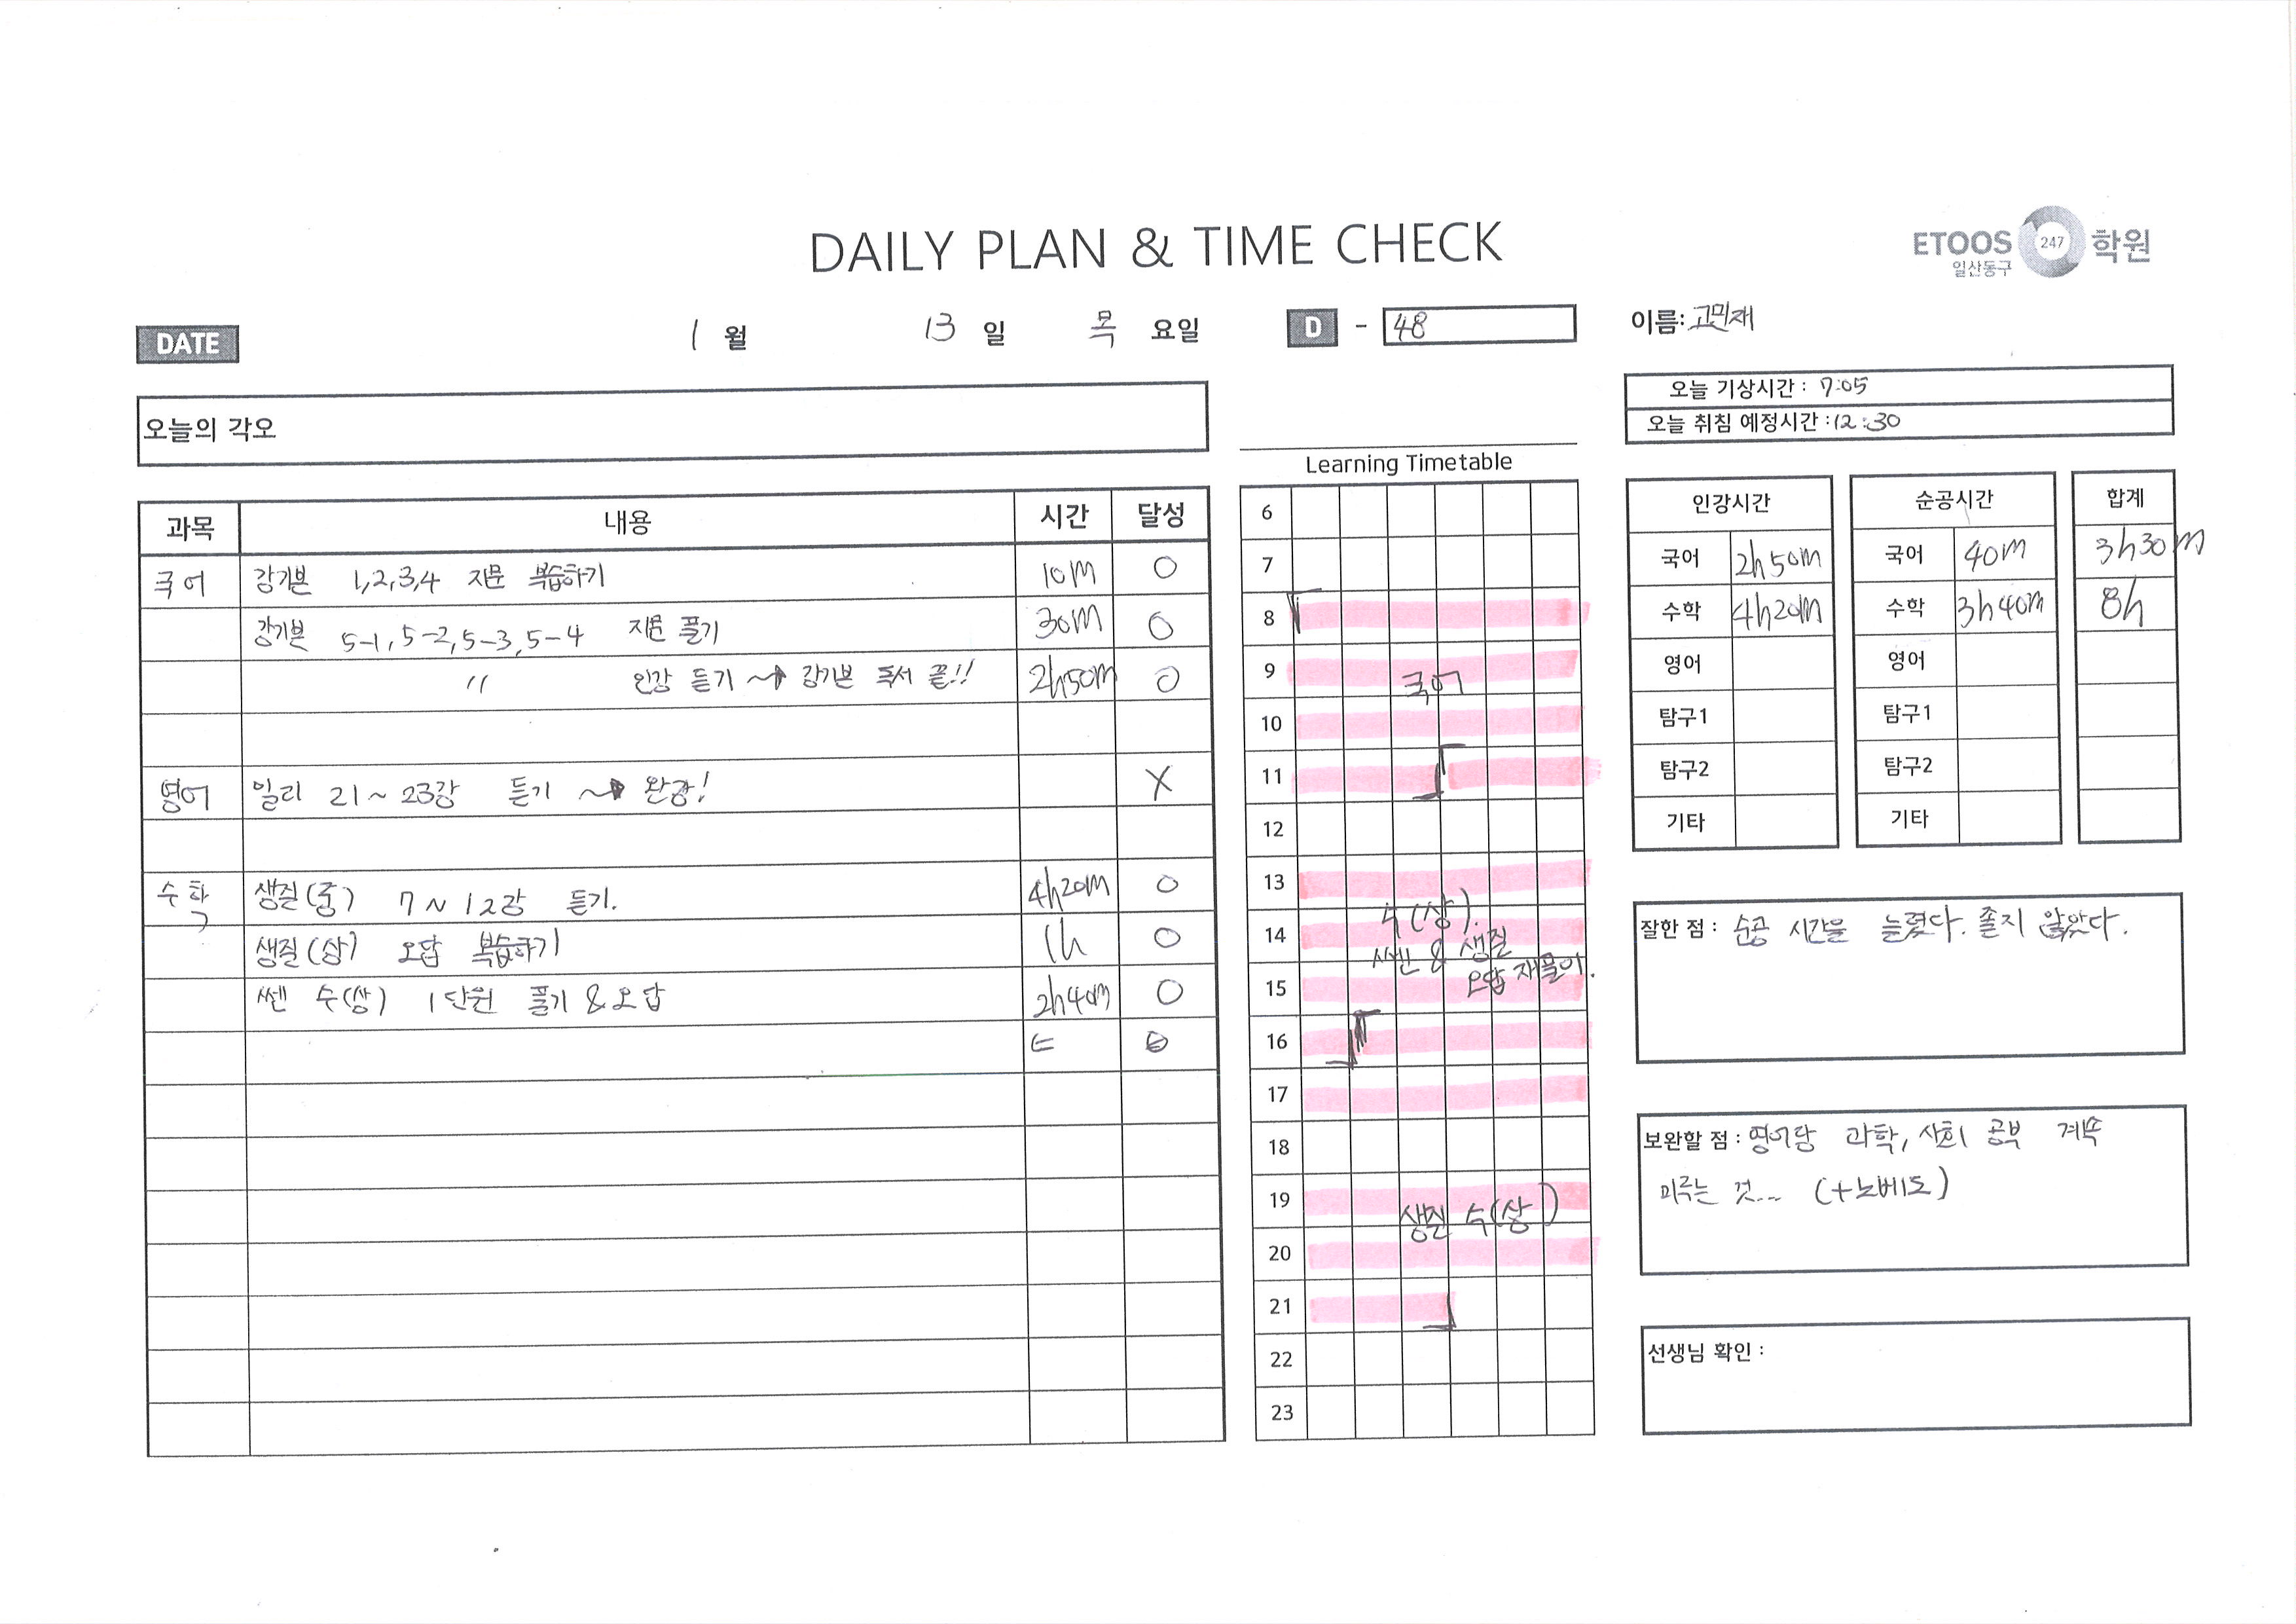 DAILY PLAN & TIME CHECK
ETOOS 247 학원
일산동구
DATE 1 월 13 일 목 요일 D - 48 이름: 고민재
오늘의 각오
오늘 기상시간 : 7:05
오늘 취침 예정시간 : 12:30
과목 내용 시간 달성
국어 강기본 1,2,3,4 지문 복습하기 10m O
강기본 5-1, 5-2, 5-3, 5-4 지문 풀기 30m O
" 인강 듣기 ~→ 강기본 독서 끝!! 2h50m O
영어 일리 21~23강 듣기 ~→ 완강! X
수학 생질(중) 7~12강 듣기. 4h20m O
생질(상) 오답 복습하기 1h O
쎈 수(상) 1단원 풀기 & 오답 2h40m O
Learning Timetable
6
7
8
9 국어
10
11
12
13
14 수(상).
쎈 & 생질
15 오답 재풀이.
16
17
18
19 생질 수(상)
20
21
22
23
인강시간 순공시간 합계
국어 2h50m 국어 40m 3h30m
수학 4h20m 수학 3h40m 8h
영어 영어
탐구1 탐구1
탐구2 탐구2
기타 기타
잘한 점 : 순공 시간을 늘렸다. 졸지 않았다.
보완할 점 : 영어랑 과학, 사회 공부 계속
미루는 것... (+노베도)
선생님 확인 :